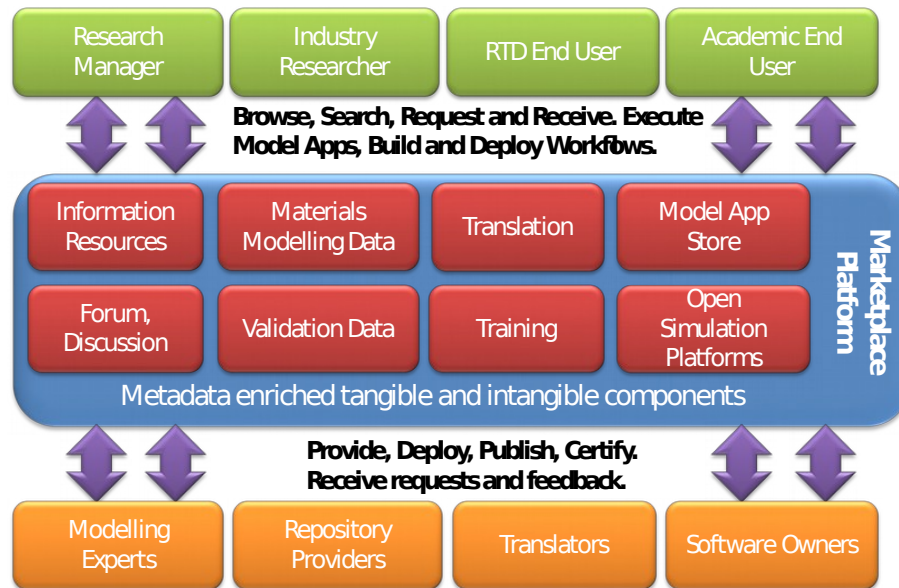 Research
Manager
Industry
Researcher
RTD End User
Academic End
User
Browse, Search, Request and Receive. Execute
Model Apps, Build and Deploy Workflows.
Information
Resources
Materials
Modelling Data
Translation
Model App
Store
Marketplace
Platform
Forum,
Discussion
Validation Data
Training
Open
Simulation
Platforms
Metadata enriched tangible and intangible components
Provide, Deploy, Publish, Certify.
Receive requests and feedback.
Modelling
Experts
Repository
Providers
Translators
Software Owners